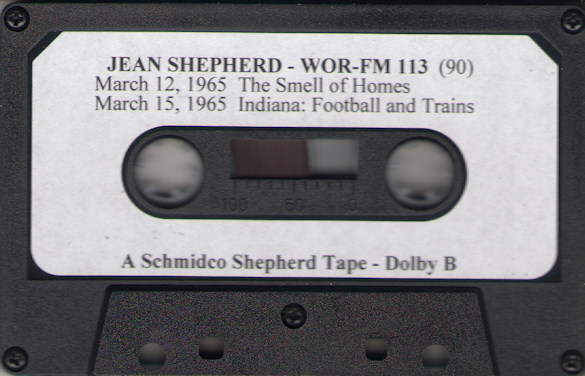 JEAN SHEPHERD - WOR-FM 113 (90)
March 12, 1965 The Smell of Homes
March 15, 1965 Indiana: Football and Trains
100 50 0
A Schmidco Shepherd Tape - Dolby B